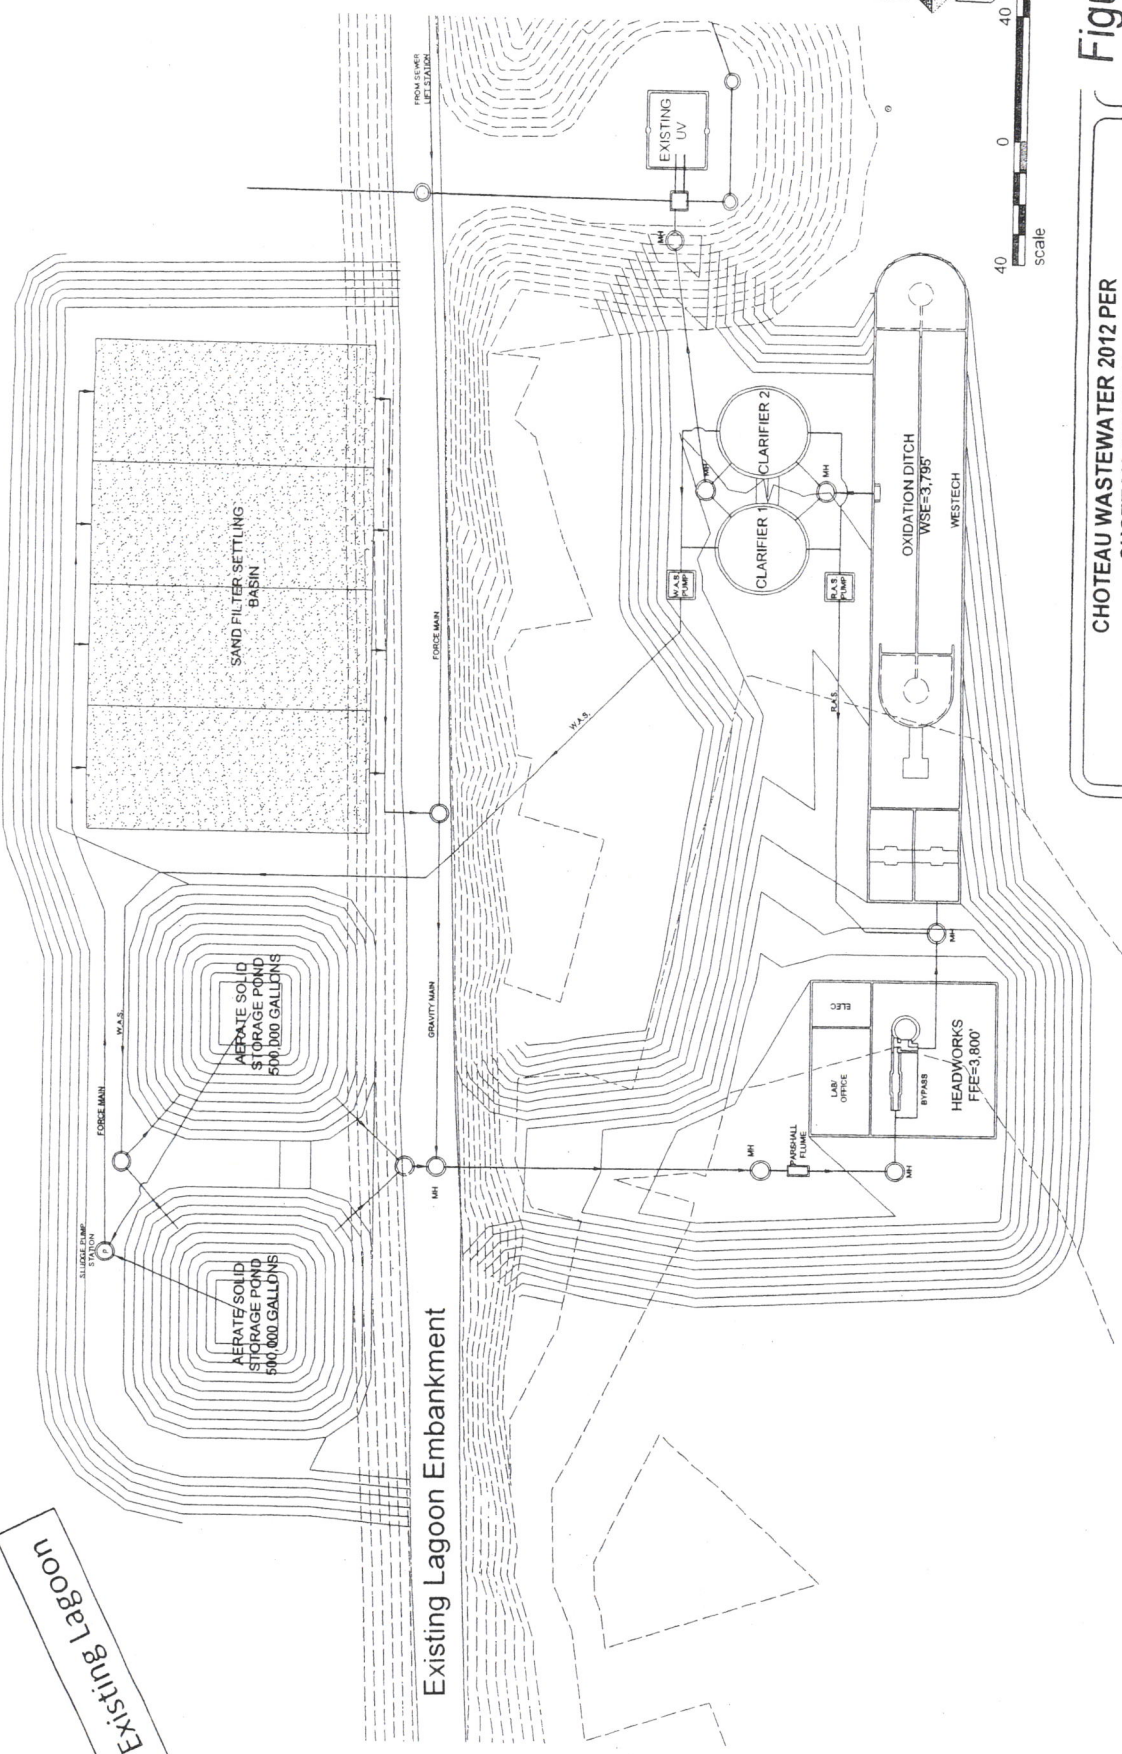 Existing Lagoon
Existing Lagoon Embankment
AERATE SOLID
STORAGE POND
500,000 GALLONS
AERATE SOLID
STORAGE POND
500,000 GALLONS
SLUDGE PUMP
STATION
P
FORCE MAIN
W.A.S.
SAND FILTER SETTLING
BASIN
MH
GRAVITY MAIN
FORCE MAIN
FROM SEWER
LIFT STATION
W.A.S.
EXISTING
UV
MH
W.A.S.
PUMP
MH
CLARIFIER 1
CLARIFIER 2
MH
R.A.S.
PUMP
R.A.S.
MH
PARSHALL
FLUME
MH
LAB/
OFFICE
ELEC
BYPASS
HEADWORKS
FFE=3,800'
MH
OXIDATION DITCH
WSE=3,795'
WESTECH
40
0
40
scale
CHOTEAU WASTEWATER 2012 PER